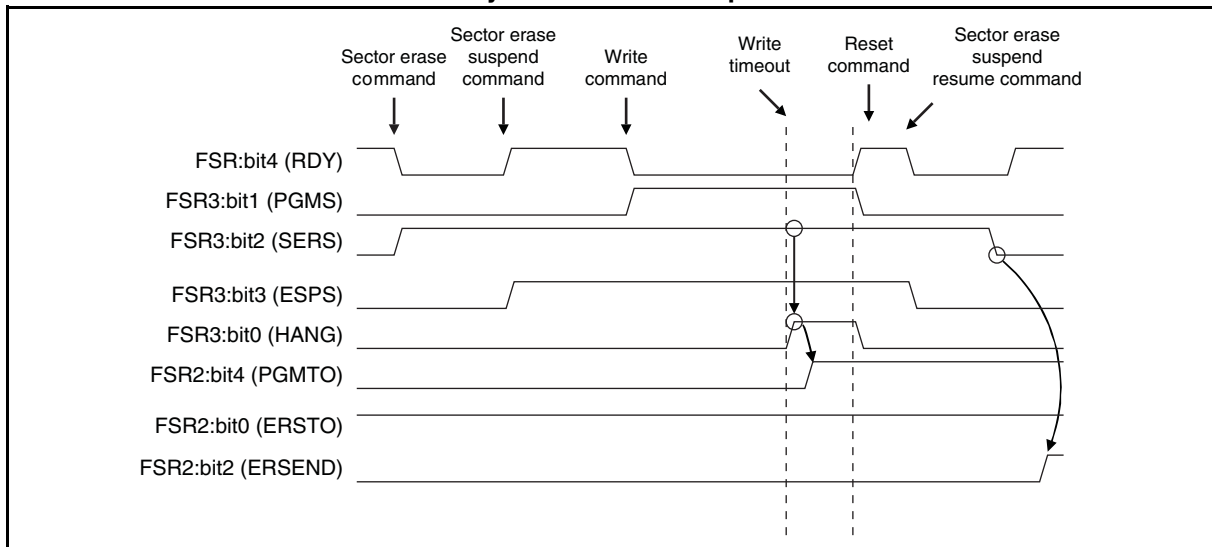 Sector erase
command
Sector erase
suspend
command
Write
command
Write
timeout
Reset
command
Sector erase
suspend
resume command
FSR:bit4 (RDY)
FSR3:bit1 (PGMS)
FSR3:bit2 (SERS)
FSR3:bit3 (ESPS)
FSR3:bit0 (HANG)
FSR2:bit4 (PGMTO)
FSR2:bit0 (ERSTO)
FSR2:bit2 (ERSEND)